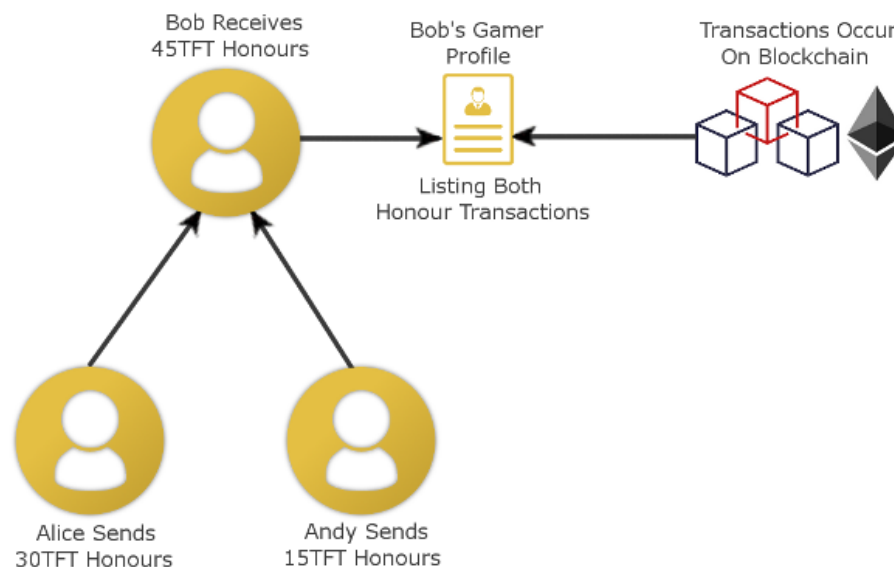 Bob Receives
45TFT Honours
Bob's Gamer
Profile
Transactions Occur
On Blockchain
Listing Both
Honour Transactions
Alice Sends
30TFT Honours
Andy Sends
15TFT Honours